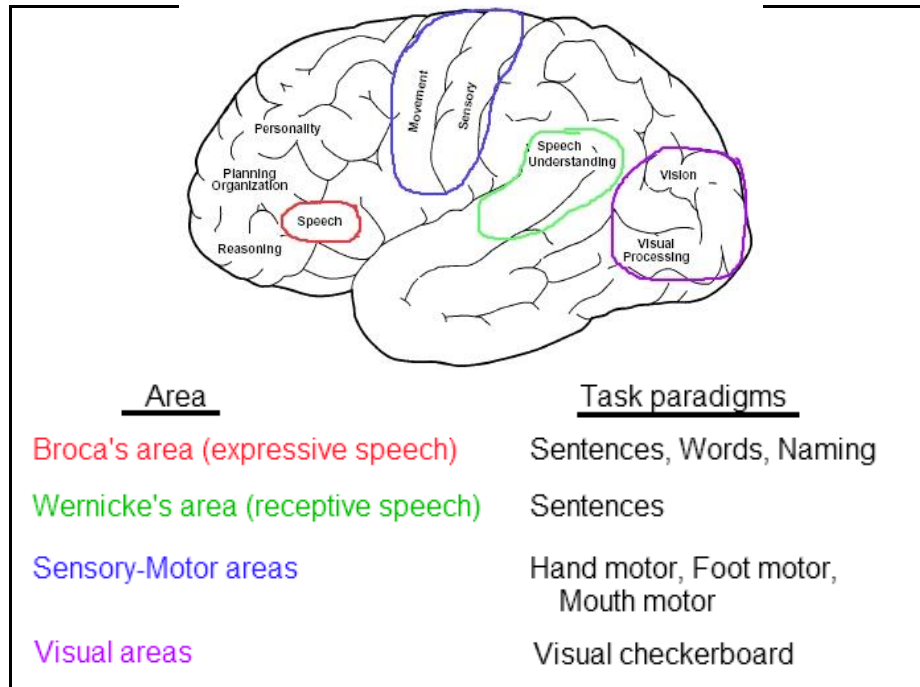 Movement
Sensory
Personality
Speech
Understanding
Planning
Organization
Vision
Speech
Reasoning
Visual
Processing
Area
Task paradigms
Broca's area (expressive speech)
Sentences, Words, Naming
Wernicke's area (receptive speech)
Sentences
Sensory-Motor areas
Hand motor, Foot motor,
Mouth motor
Visual areas
Visual checkerboard